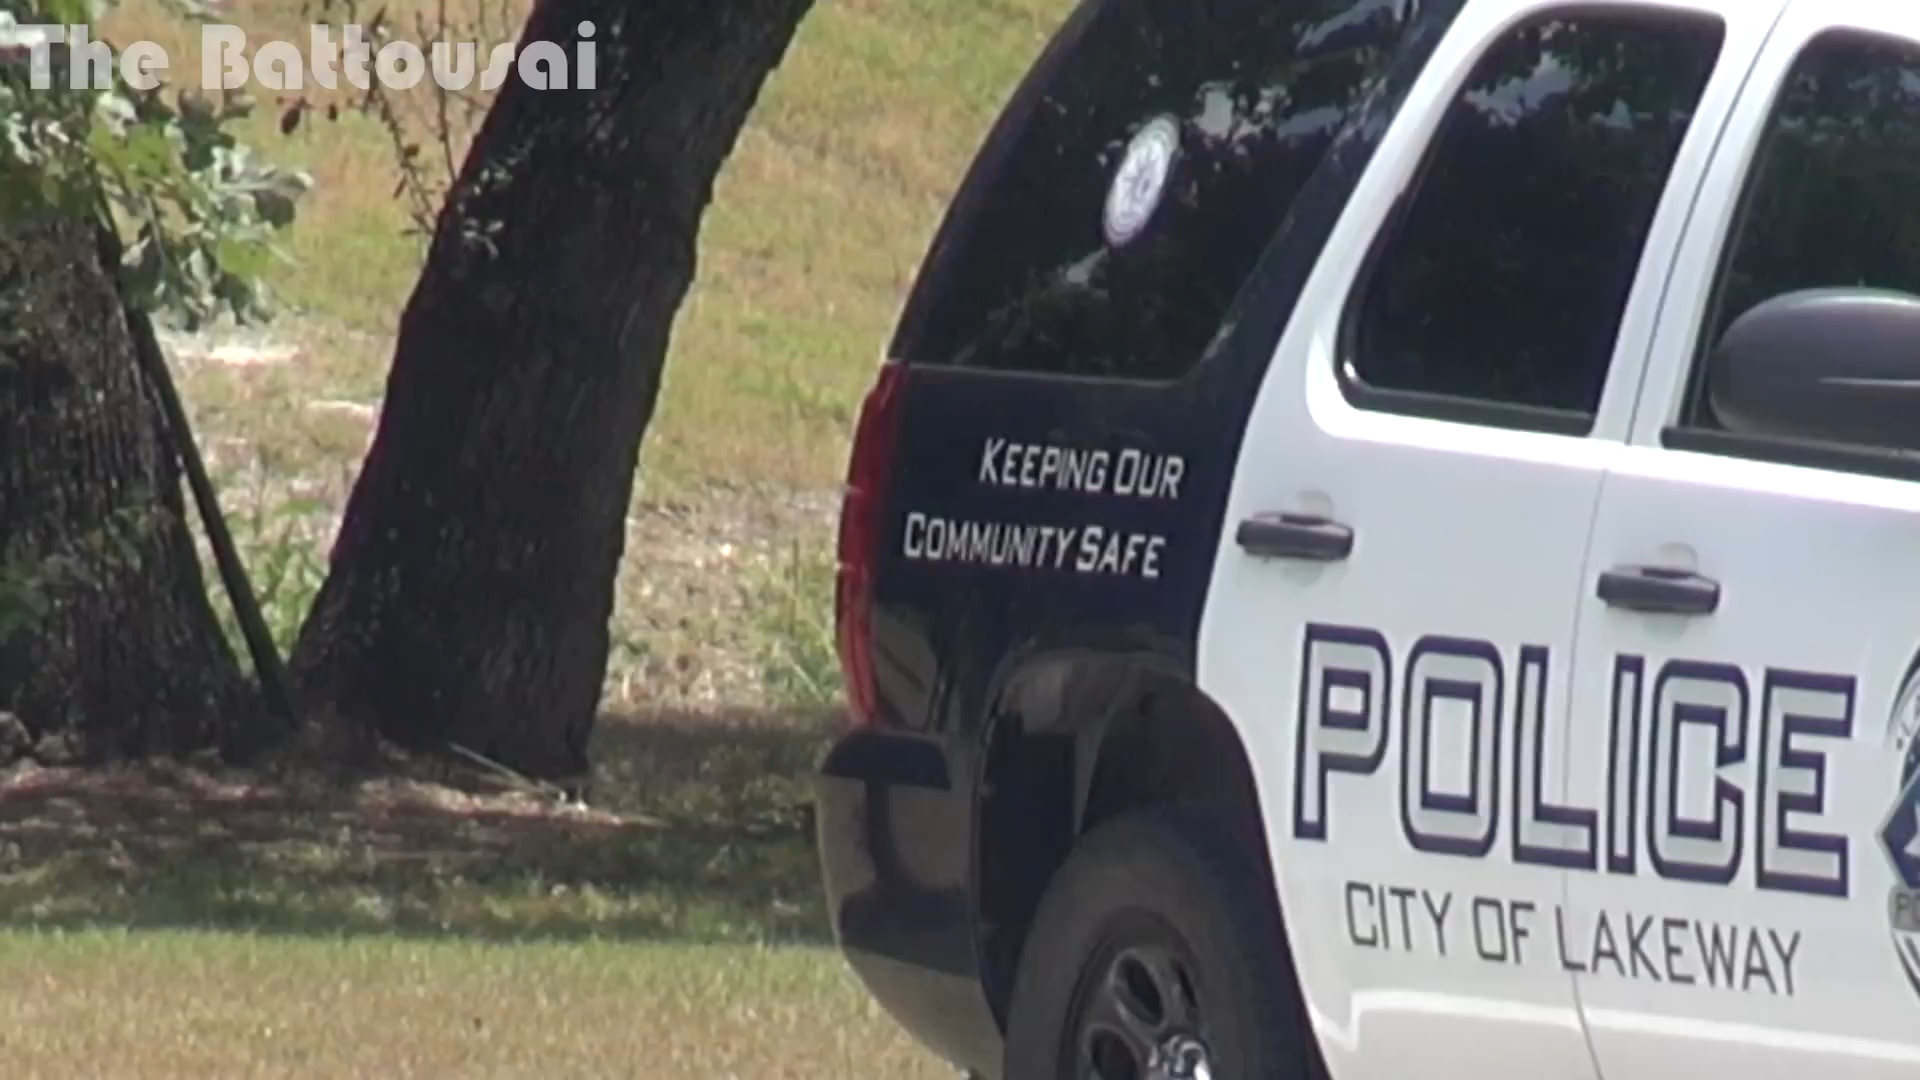 The Battousai
KEEPING OUR
COMMUNITY SAFE
POLICE
CITY OF LAKEWAY